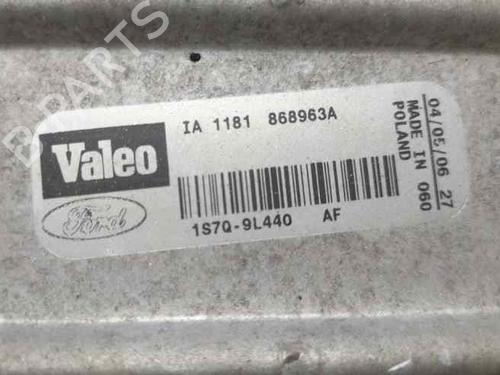 B-PARTS
IA 1181 868963A
Valeo
Ford
1S7Q-9L440 AF
04/05/06 27
MADE IN 060
POLAND